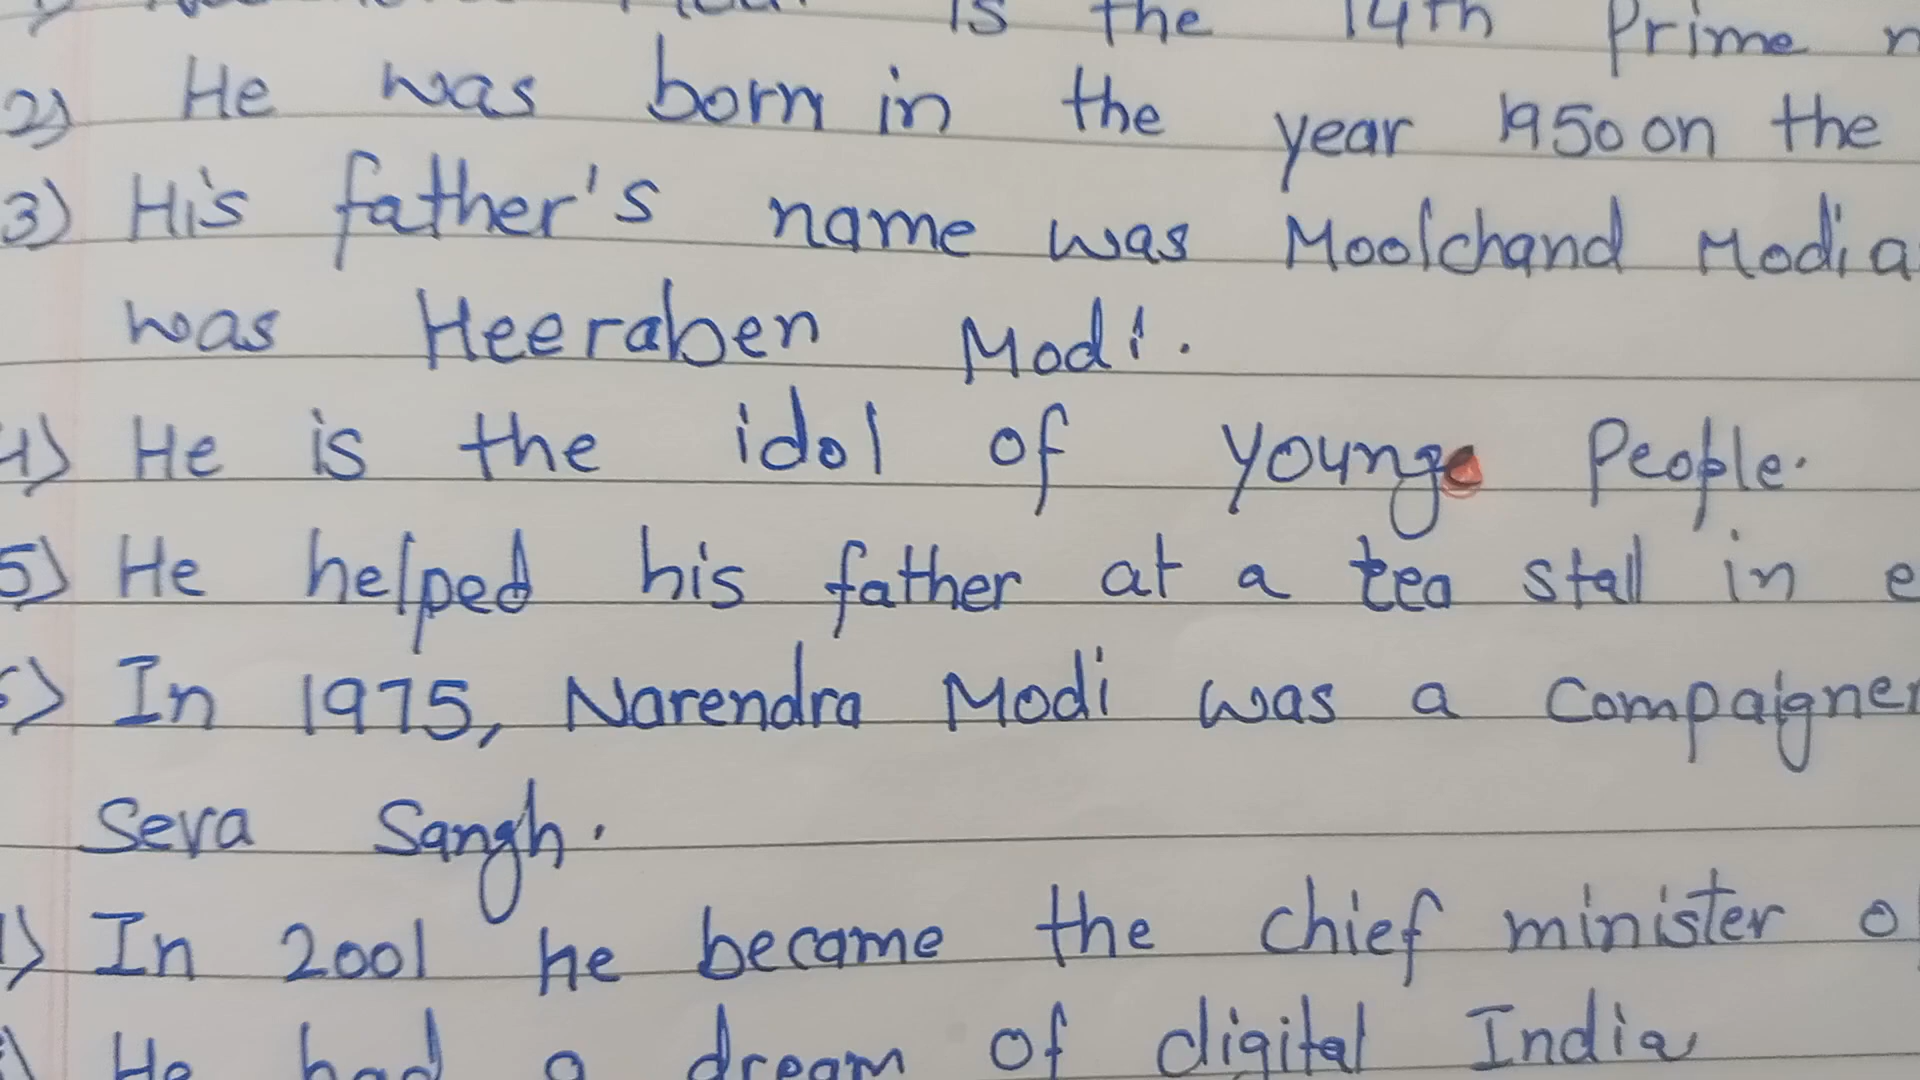 is the 14th Prime
2) He was born in the year 1950 on the
3) His father's name was Moolchand Modi a
was Heeraben Modi.
4) He is the idol of young People.
5) He helped his father at a tea stall in e
6) In 1975, Narendra Modi was a Compaigner
Seva Sangh.
In 2001 he became the chief minister o
He had a dream of digital India